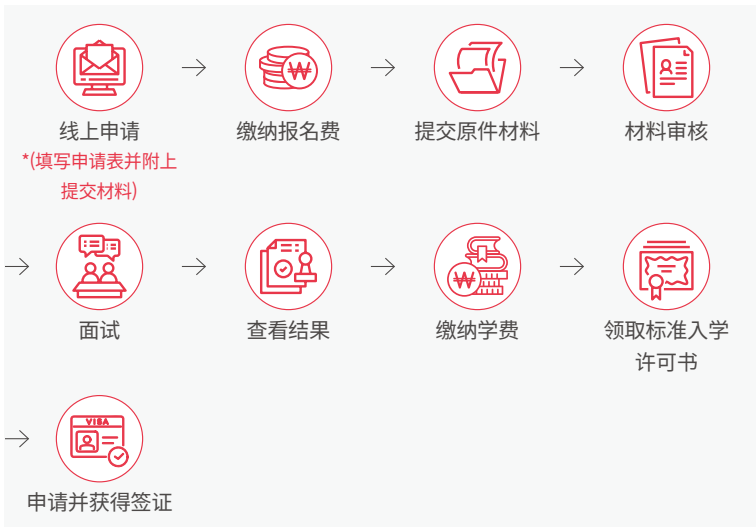 线上申请
*(填写申请表并附上
提交材料)
缴纳报名费
提交原件材料
材料审核
面试
查看结果
缴纳学费
领取标准入学
许可书
VISA
申请并获得签证